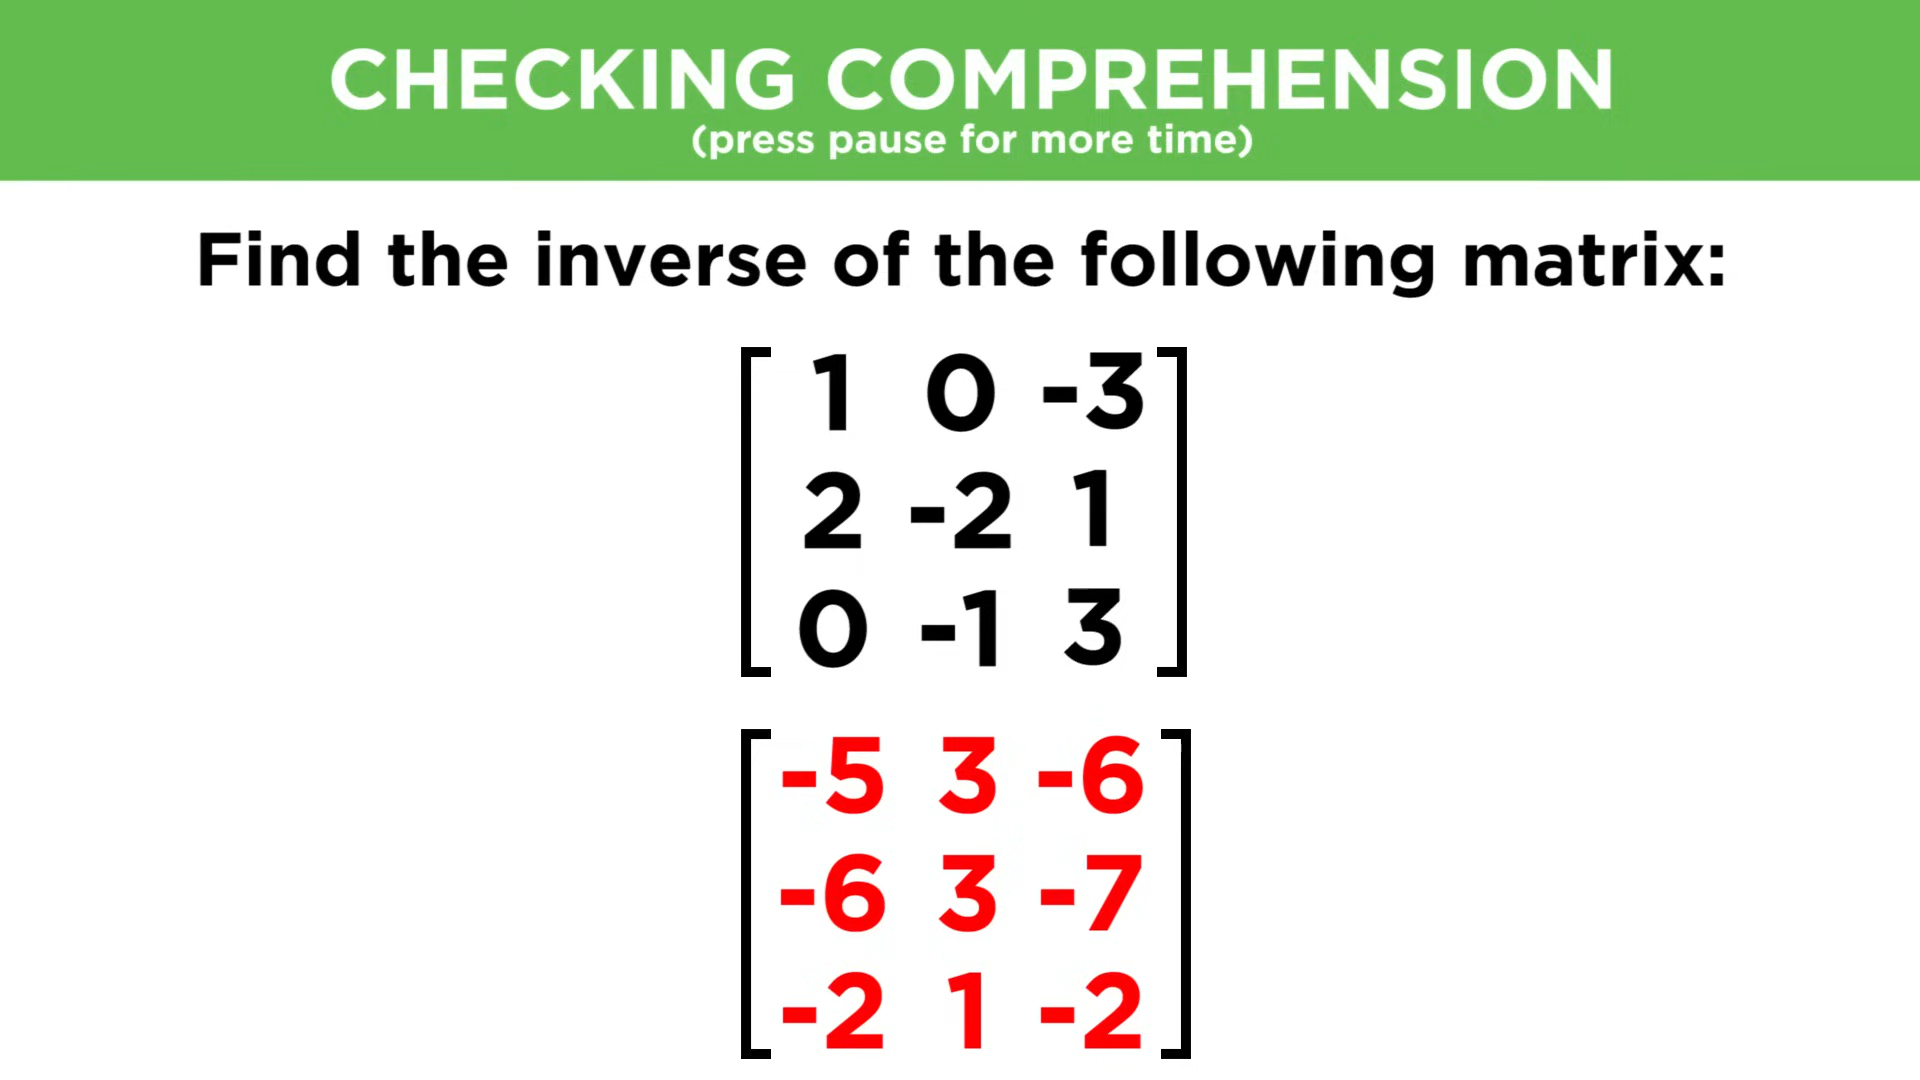 CHECKING COMPREHENSION
(press pause for more time)
Find the inverse of the following matrix:
1 0 -3
2 -2 1
0 -1 3
-5 3 -6
-6 3 -7
-2 1 -2